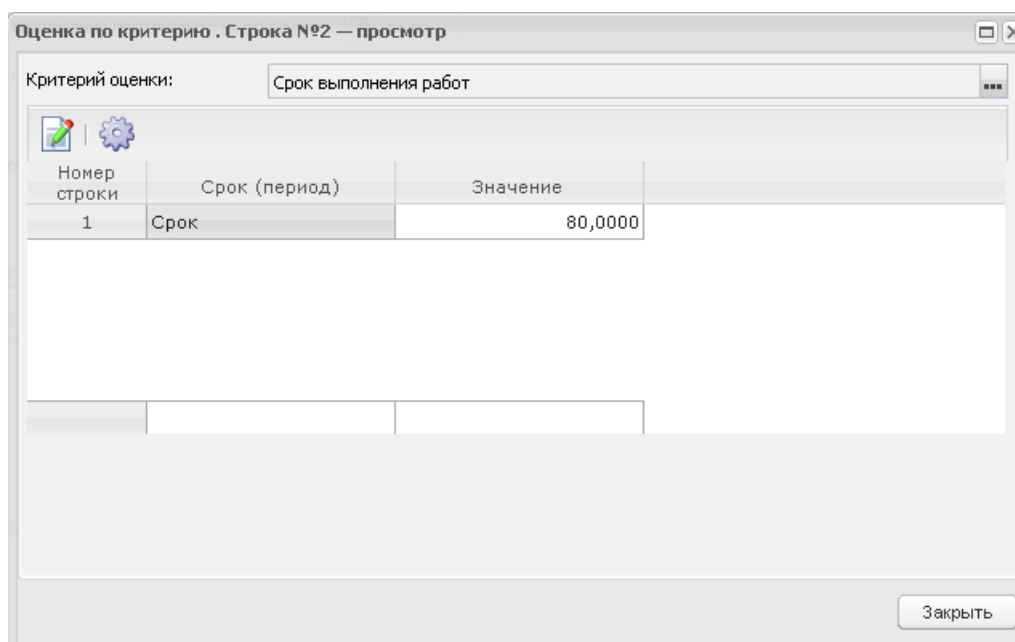 Оценка по критерию . Строка №2 — просмотр
Критерий оценки: Срок выполнения работ
Номер строки Срок (период) Значение
1 Срок 80,0000
Закрыть